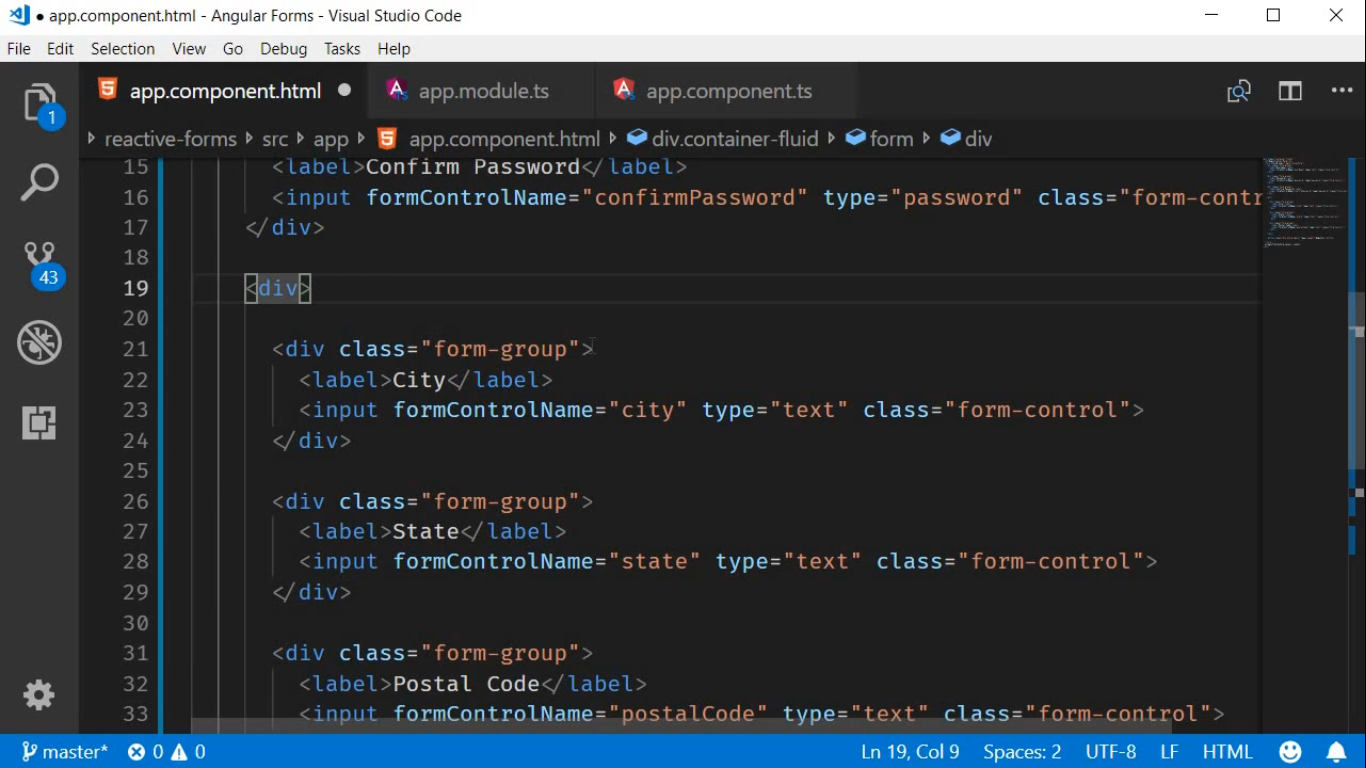 app.component.html - Angular Forms - Visual Studio Code
File Edit Selection View Go Debug Tasks Help
app.component.html app.module.ts app.component.ts
reactive-forms src app app.component.html div.container-fluid form div
15 <label>Confirm Password</label>
16 <input formControlName="confirmPassword" type="password" class="form-contr
17 </div>
18
19 <div>
20
21 <div class="form-group">
22 <label>City</label>
23 <input formControlName="city" type="text" class="form-control">
24 </div>
25
26 <div class="form-group">
27 <label>State</label>
28 <input formControlName="state" type="text" class="form-control">
29 </div>
30
31 <div class="form-group">
32 <label>Postal Code</label>
33 <input formControlName="postalCode" type="text" class="form-control">
1
43
master* 0 0 Ln 19, Col 9 Spaces: 2 UTF-8 LF HTML